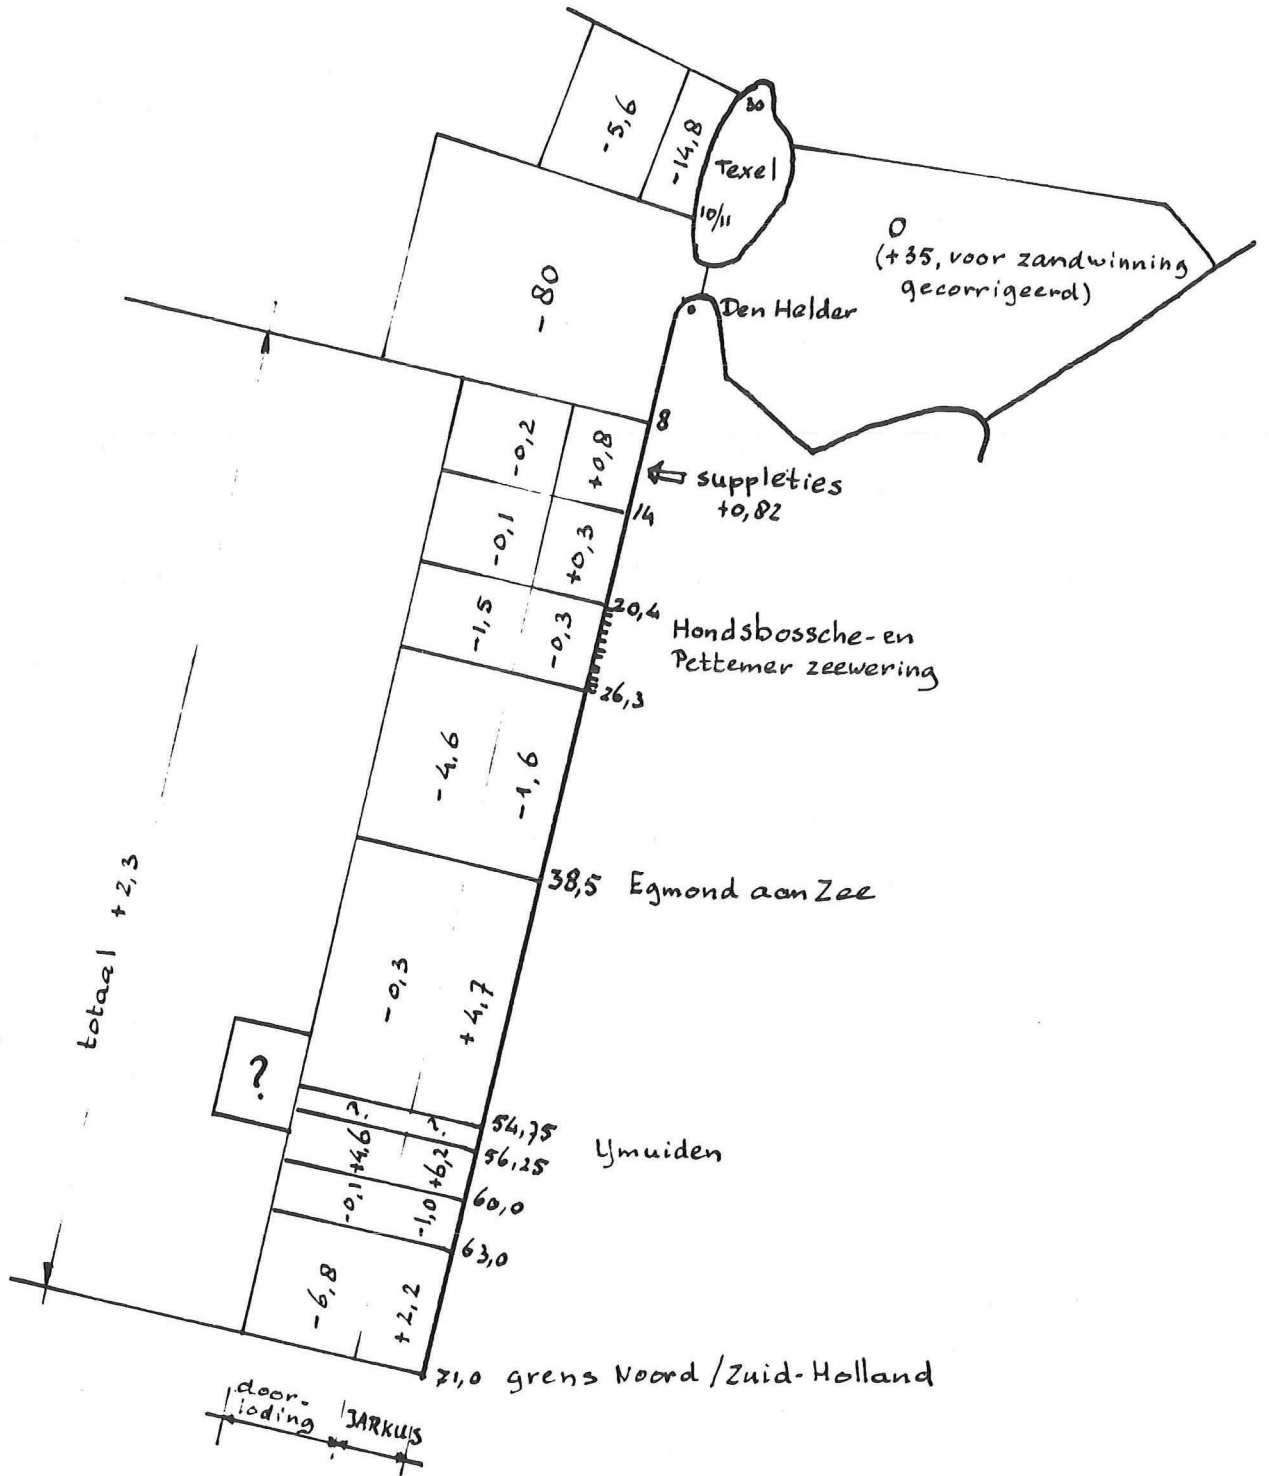 -5,6
-14,8
30
Texel
10/11
0
(+35, voor zandwinning
gecorrigeerd)
-80
Den Helder
8
-0,2
+0,8
suppleties
+0,82
14
-0,1
+0,3
20,4
-1,5
-0,3
Hondsbossche- en
Pettemer zeewering
26,3
-4,6
-1,6
38,5 Egmond aan Zee
totaal +2,3
-0,3
+4,7
?
54,75
?
?
IJmuiden
56,25
+4,6
+6,2
60,0
-0,1
-1,0
63,0
-6,8
+2,2
71,0 grens Noord/Zuid-Holland
door-
loding
JARKUS